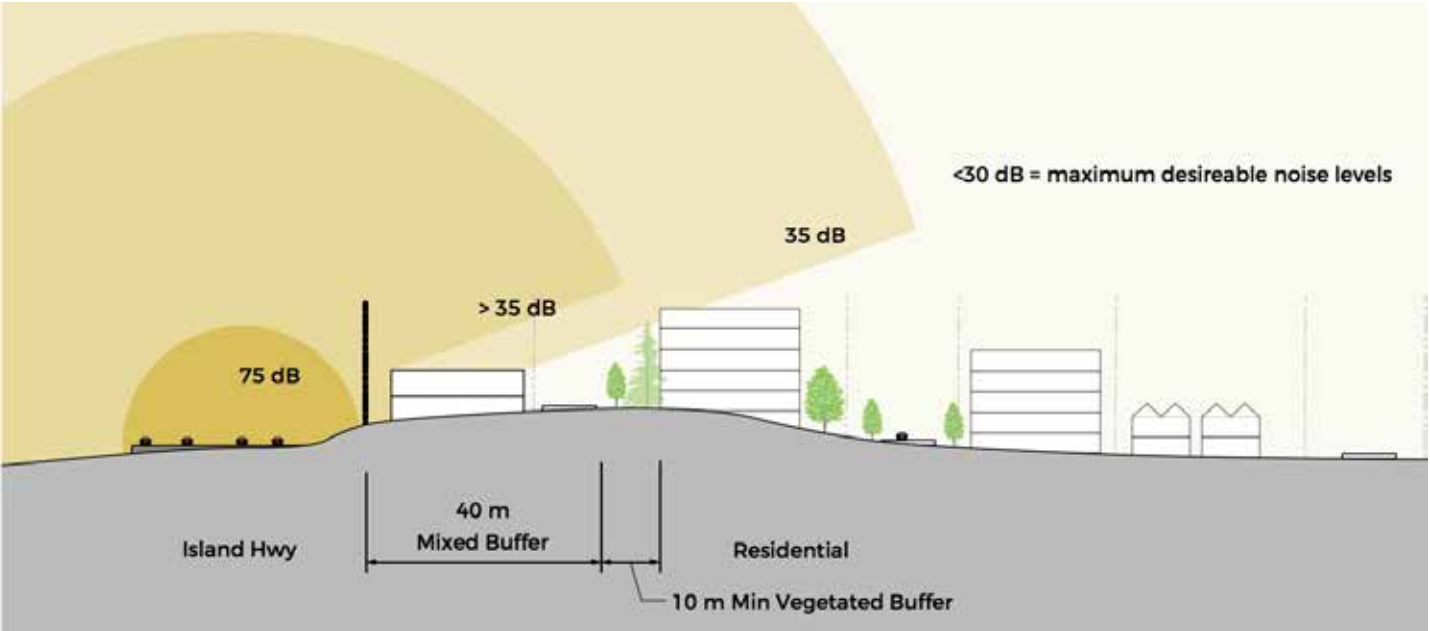 <30 dB = maximum desireable noise levels
35 dB
> 35 dB
75 dB
40 m
Mixed Buffer
Island Hwy
Residential
10 m Min Vegetated Buffer